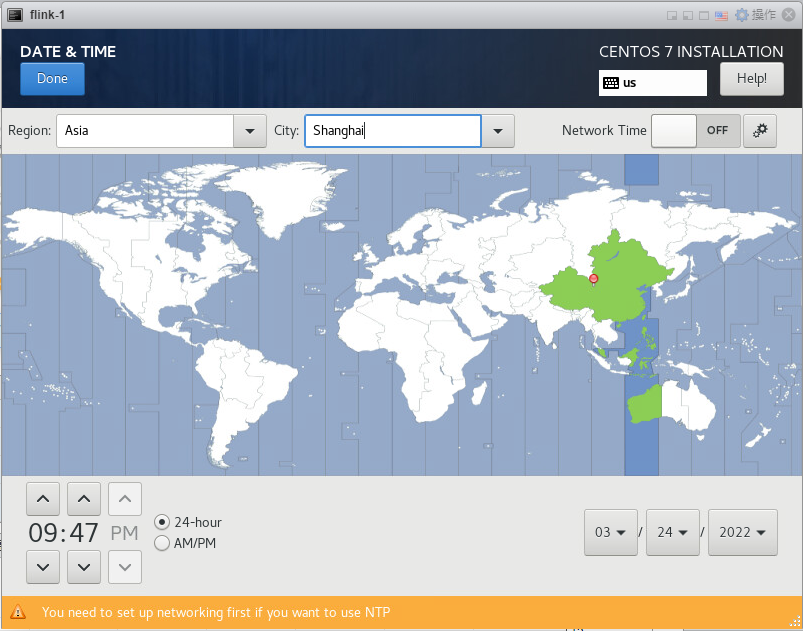 flink-1
操作
DATE & TIME
CENTOS 7 INSTALLATION
Done
us
Help!
Region: Asia City: Shanghai Network Time OFF
09:47 PM
24-hour
AM/PM
03 / 24 / 2022
You need to set up networking first if you want to use NTP